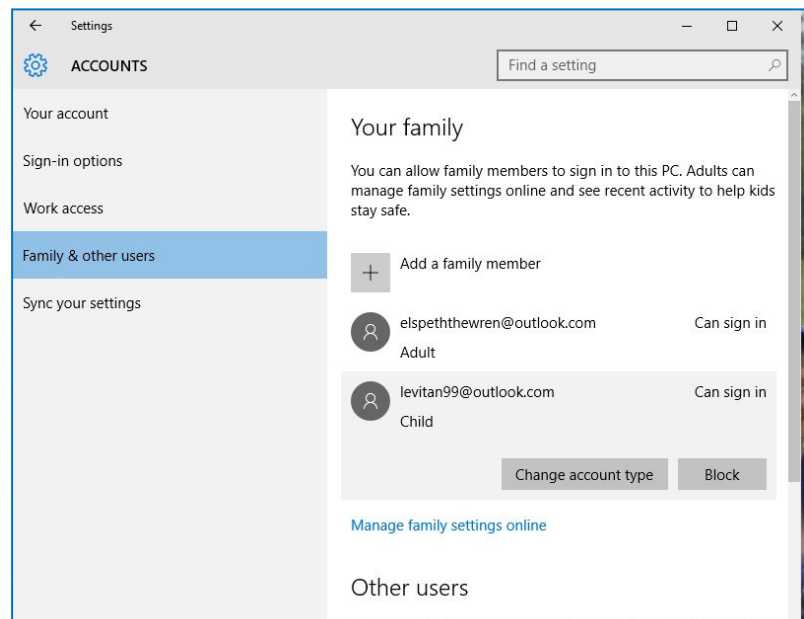 Settings
ACCOUNTS
Find a setting
Your account
Sign-in options
Work access
Family & other users
Sync your settings
Your family
You can allow family members to sign in to this PC. Adults can
manage family settings online and see recent activity to help kids
stay safe.
Add a family member
elspeththewren@outlook.com Can sign in
Adult
levitan99@outlook.com Can sign in
Child
Change account type Block
Manage family settings online
Other users